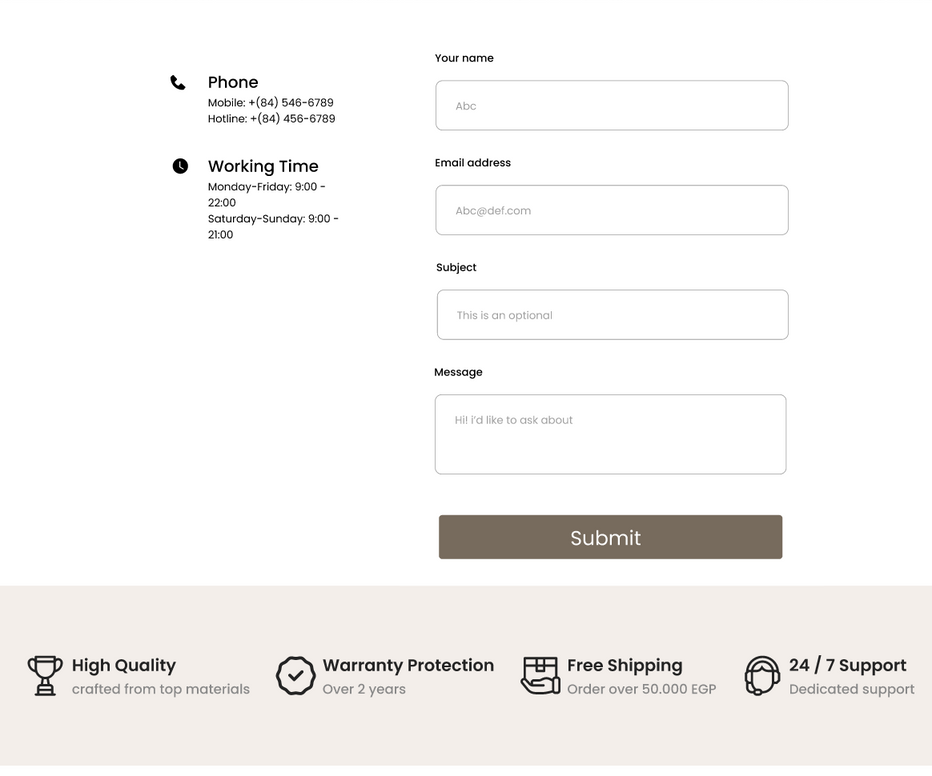 Phone
Mobile: +(84) 546-6789
Hotline: +(84) 456-6789
Working Time
Monday-Friday: 9:00 -
22:00
Saturday-Sunday: 9:00 -
21:00
Your name
Abc
Email address
Abc@def.com
Subject
This is an optional
Message
Hi! i'd like to ask about
Submit
High Quality
crafted from top materials
Warranty Protection
Over 2 years
Free Shipping
Order over 50.000 EGP
24 / 7 Support
Dedicated support